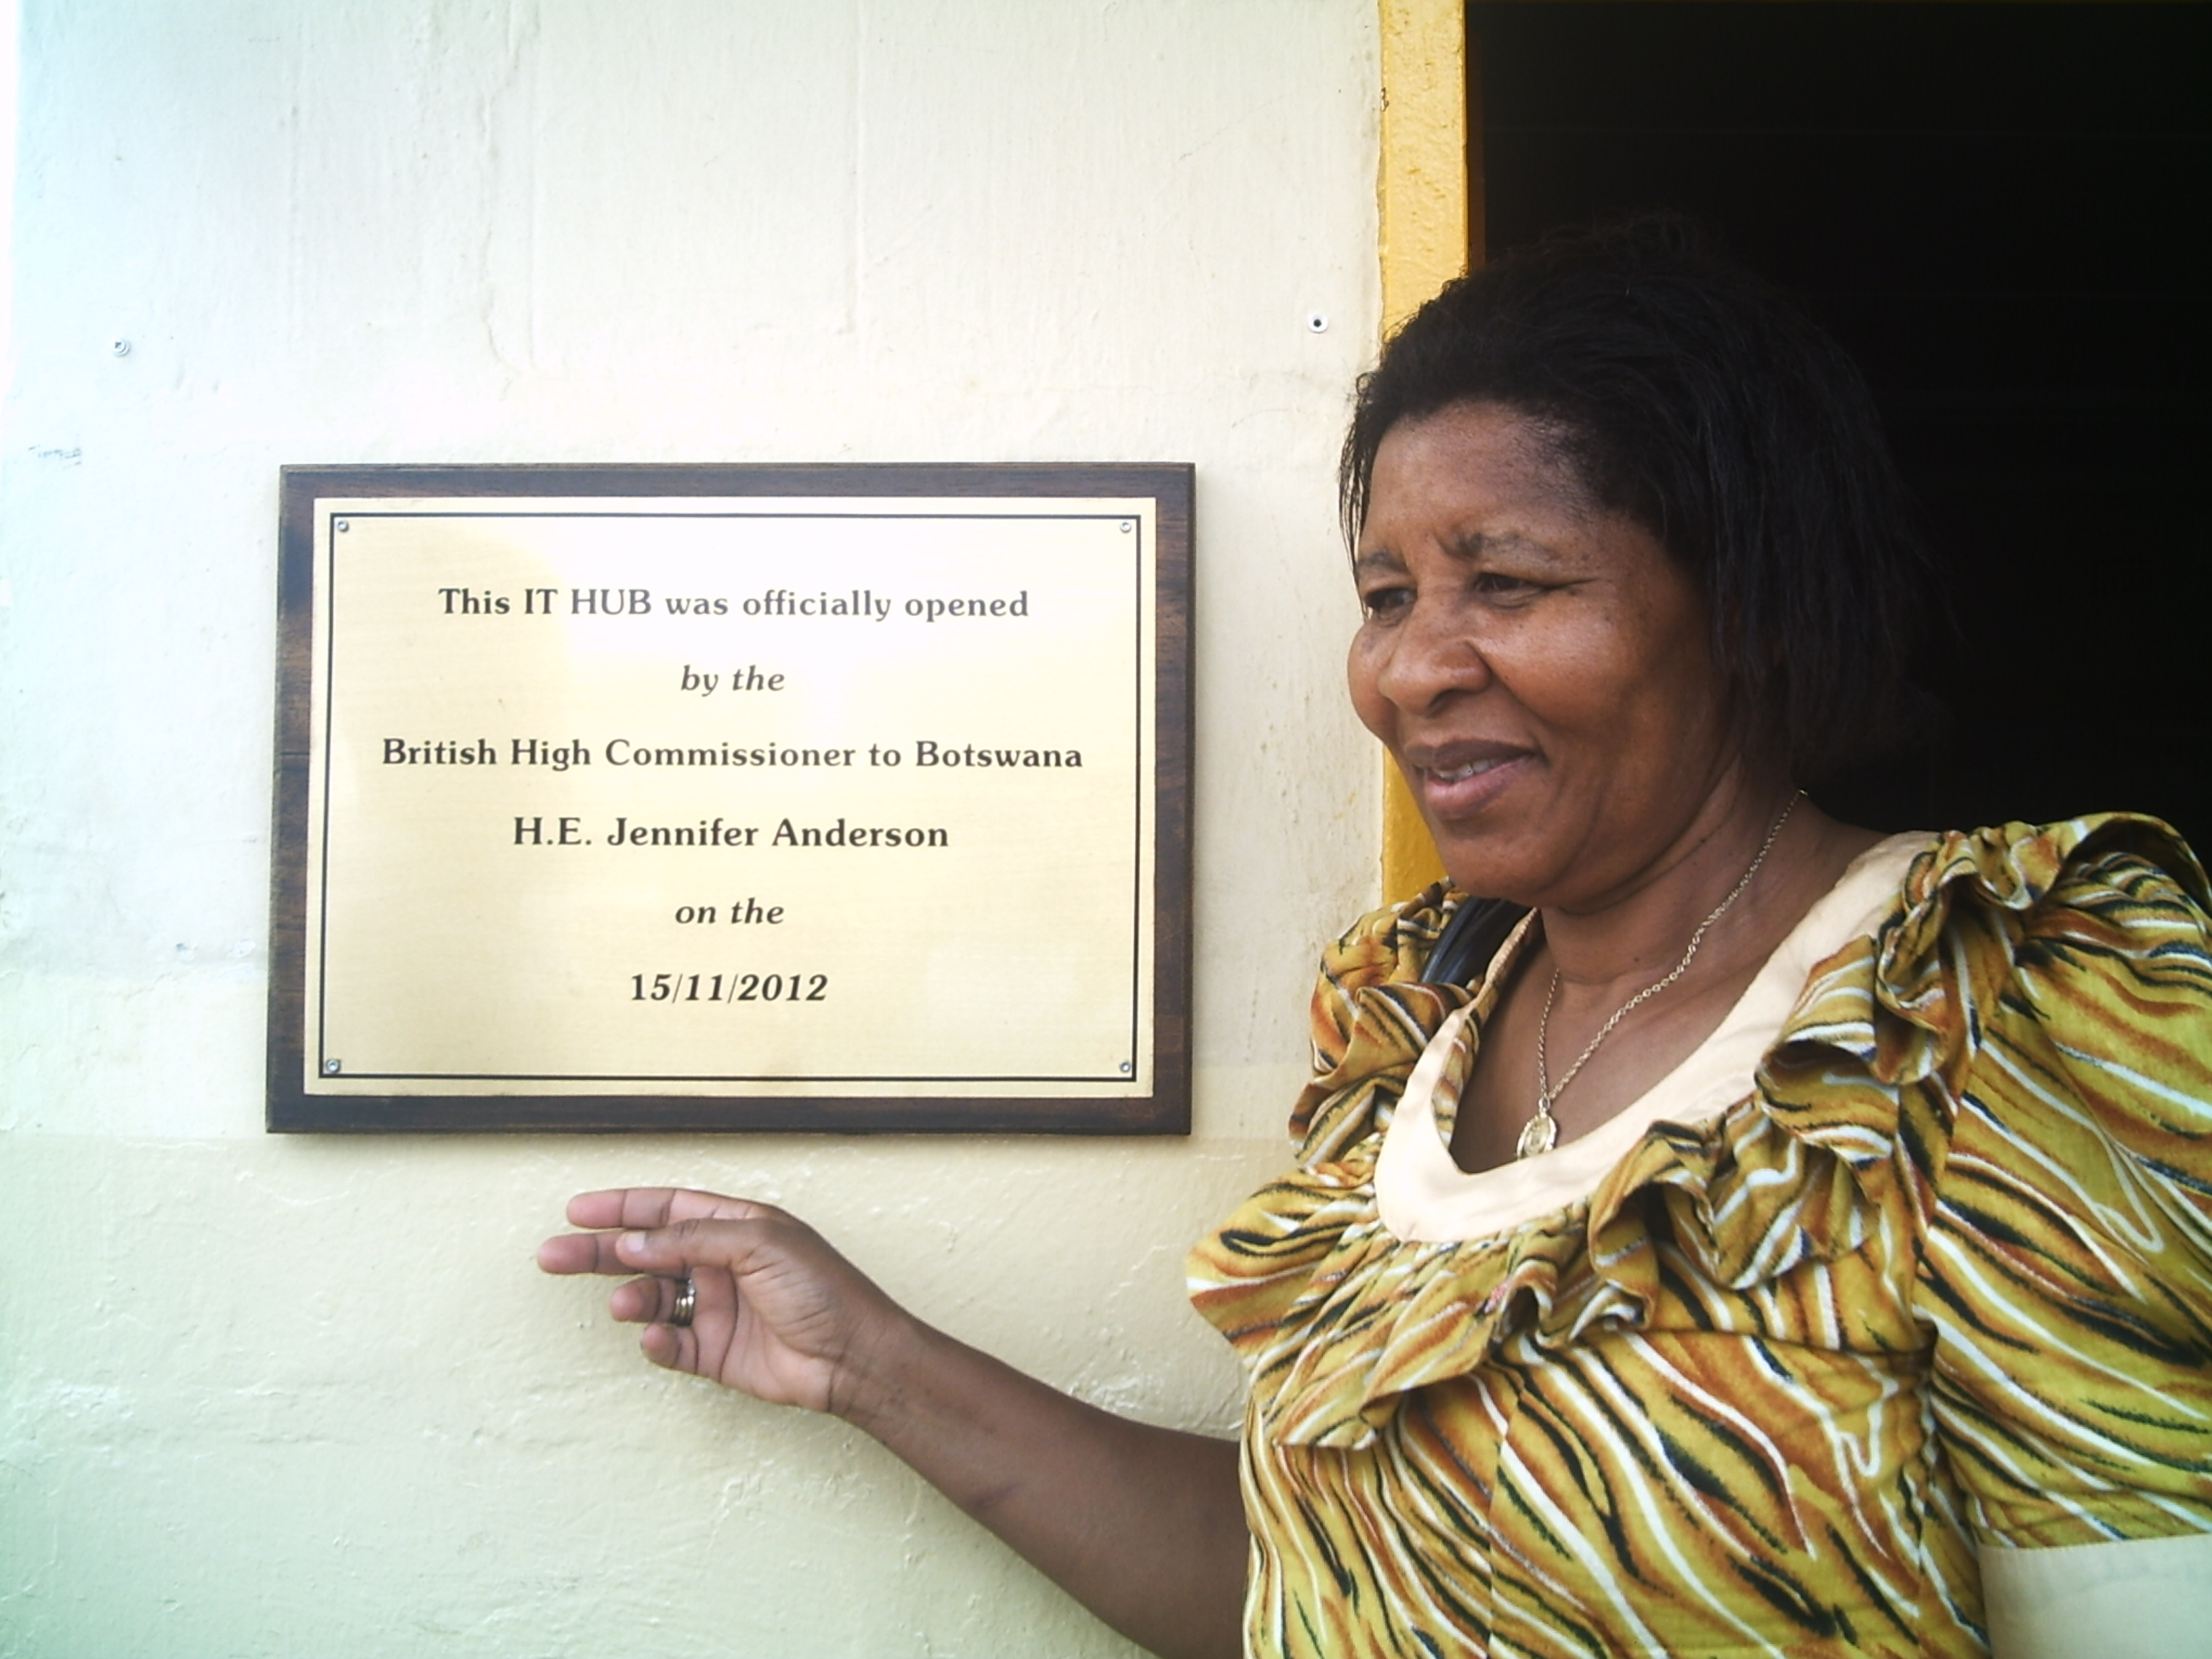 This IT HUB was officially opened
by the
British High Commissioner to Botswana
H.E. Jennifer Anderson
on the
15/11/2012